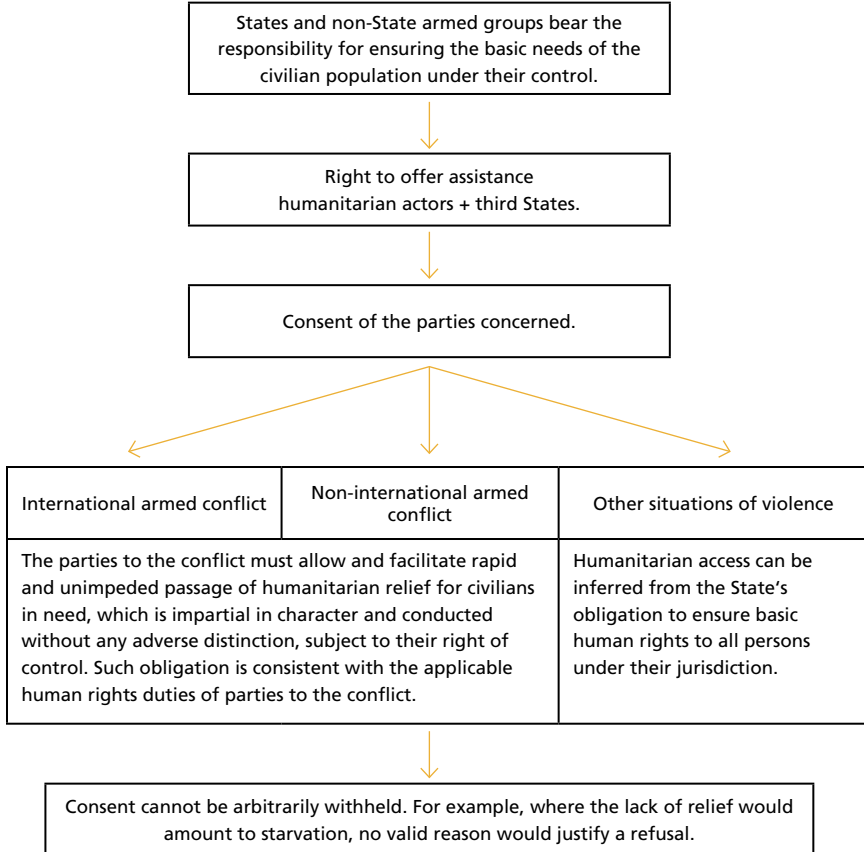 States and non-State armed groups bear the
responsibility for ensuring the basic needs of the
civilian population under their control.
Right to offer assistance
humanitarian actors + third States.
Consent of the parties concerned.
International armed conflict
Non-international armed
conflict
Other situations of violence
The parties to the conflict must allow and facilitate rapid
and unimpeded passage of humanitarian relief for civilians
in need, which is impartial in character and conducted
without any adverse distinction, subject to their right of
control. Such obligation is consistent with the applicable
human rights duties of parties to the conflict.
Humanitarian access can be
inferred from the State‘s
obligation to ensure basic
human rights to all persons
under their jurisdiction.
Consent cannot be arbitrarily withheld. For example, where the lack of relief would
amount to starvation, no valid reason would justify a refusal.